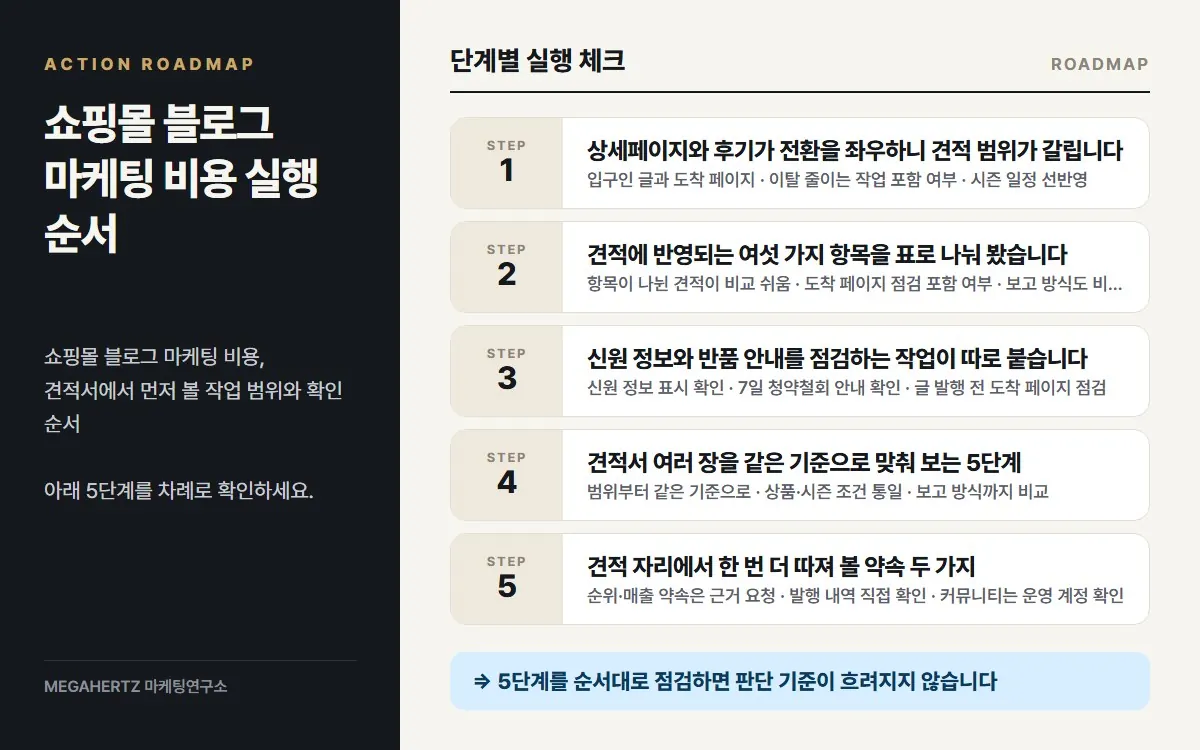 ACTION ROADMAP
쇼핑몰 블로그
마케팅 비용 실행
순서
쇼핑몰 블로그 마케팅 비용,
견적서에서 먼저 볼 작업 범위와 확인
순서
아래 5단계를 차례로 확인하세요.
MEGAHERTZ 마케팅연구소
단계별 실행 체크
ROADMAP
STEP
1
상세페이지와 후기가 전환을 좌우하니 견적 범위가 갈립니다
입구인 글과 도착 페이지 · 이탈 줄이는 작업 포함 여부 · 시즌 일정 선반영
STEP
2
견적에 반영되는 여섯 가지 항목을 표로 나눠 봤습니다
항목이 나뉜 견적이 비교 쉬움 · 도착 페이지 점검 포함 여부 · 보고 방식도 비...
STEP
3
신원 정보와 반품 안내를 점검하는 작업이 따로 붙습니다
신원 정보 표시 확인 · 7일 청약철회 안내 확인 · 글 발행 전 도착 페이지 점검
STEP
4
견적서 여러 장을 같은 기준으로 맞춰 보는 5단계
범위부터 같은 기준으로 · 상품·시즌 조건 통일 · 보고 방식까지 비교
STEP
5
견적 자리에서 한 번 더 따져 볼 약속 두 가지
순위·매출 약속은 근거 요청 · 발행 내역 직접 확인 · 커뮤니티는 운영 계정 확인
→ 5단계를 순서대로 점검하면 판단 기준이 흐려지지 않습니다